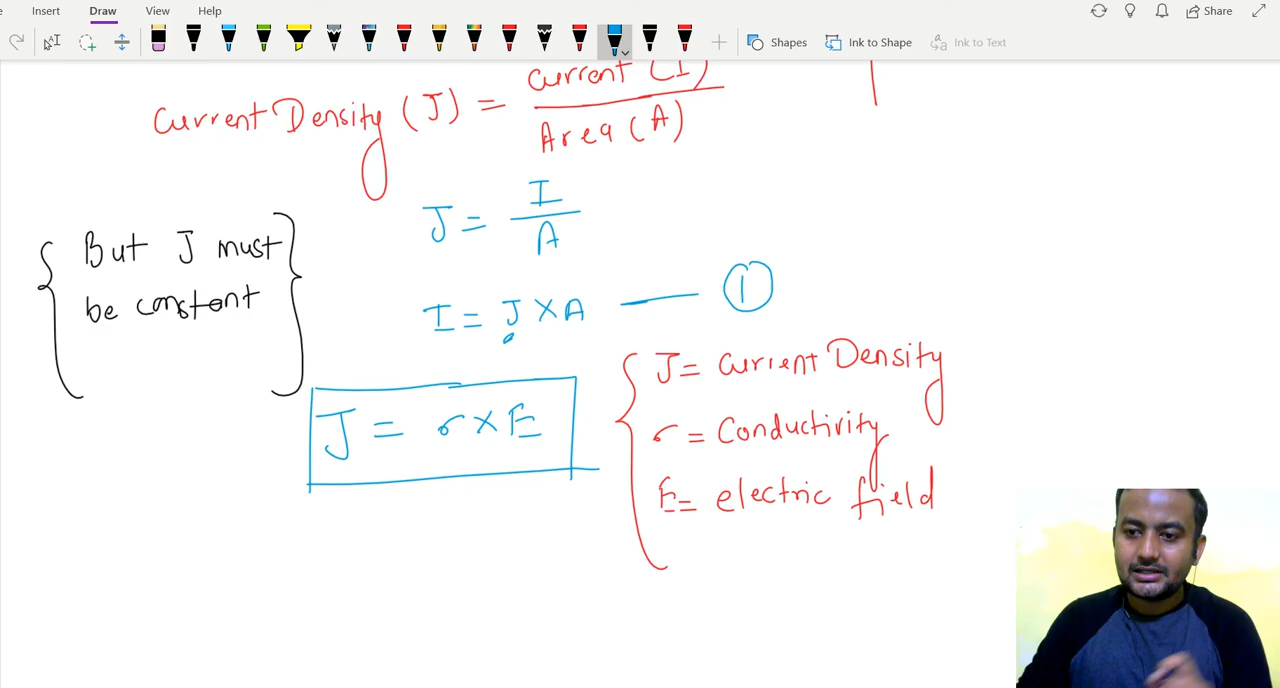 Insert Draw View Help Share
Shapes Ink to Shape Ink to Text
Current Density (J) = Current (I)
Area (A)
J = I
A
{ But J must
be constant }
I = J × A —— ①
J = σ × E
{ J = Current Density
σ = Conductivity
E = electric field